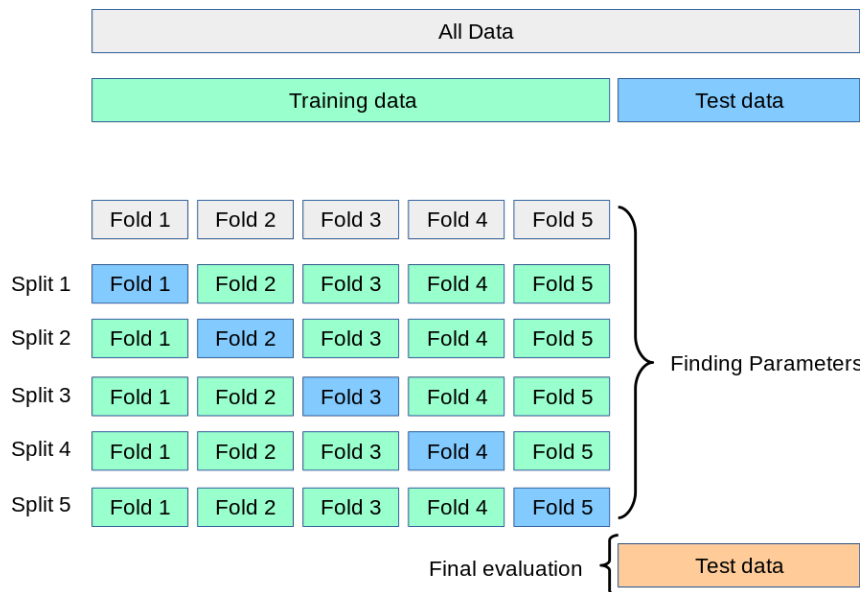 All Data
Training data Test data
Fold 1 Fold 2 Fold 3 Fold 4 Fold 5
Split 1 Fold 1 Fold 2 Fold 3 Fold 4 Fold 5
Split 2 Fold 1 Fold 2 Fold 3 Fold 4 Fold 5
Finding Parameters
Split 3 Fold 1 Fold 2 Fold 3 Fold 4 Fold 5
Split 4 Fold 1 Fold 2 Fold 3 Fold 4 Fold 5
Split 5 Fold 1 Fold 2 Fold 3 Fold 4 Fold 5
Final evaluation Test data